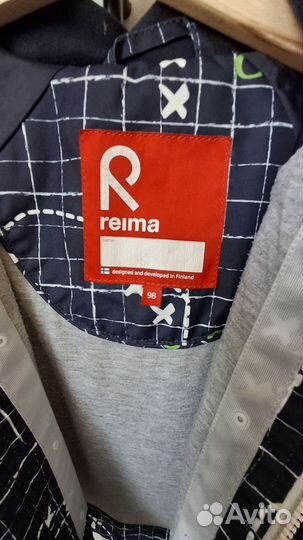 reima
name:
designed and developed in Finland
98
Avito